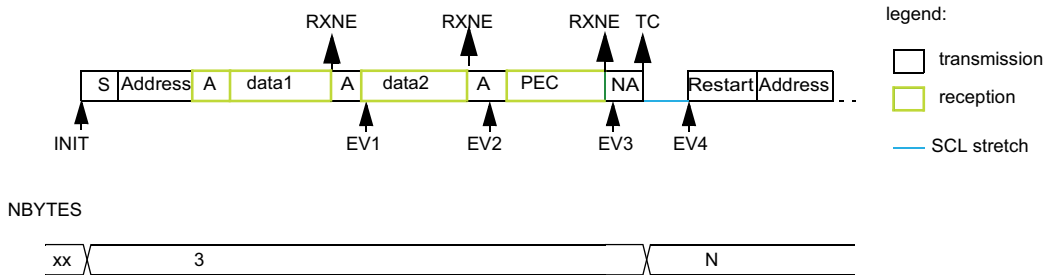 legend:
RXNE RXNE RXNE TC
transmission
S Address A data1 A data2 A PEC NA Restart Address
reception
INIT EV1 EV2 EV3 EV4
SCL stretch
NBYTES
xx 3 N